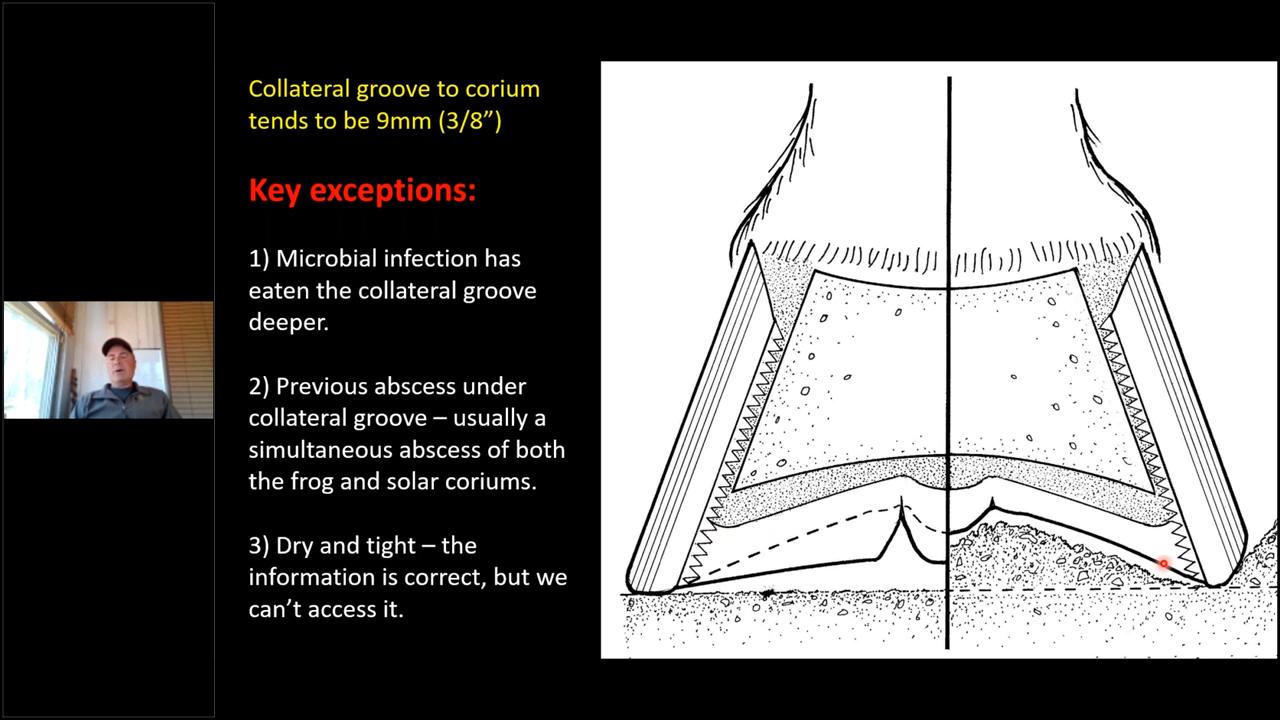 Collateral groove to corium
tends to be 9mm (3/8”)
Key exceptions:
1) Microbial infection has
eaten the collateral groove
deeper.
2) Previous abscess under
collateral groove – usually a
simultaneous abscess of both
the frog and solar coriums.
3) Dry and tight – the
information is correct, but we
can’t access it.